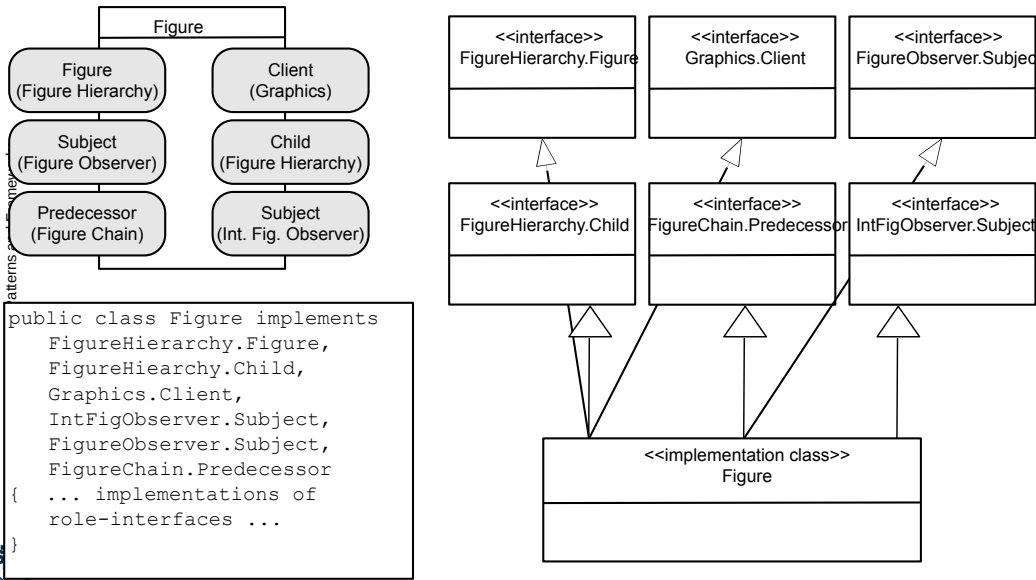 Figure
Figure
(Figure Hierarchy)
Client
(Graphics)
Subject
(Figure Observer)
Child
(Figure Hierarchy)
Predecessor
(Figure Chain)
Subject
(Int. Fig. Observer)
public class Figure implements
FigureHierarchy.Figure,
FigureHiearchy.Child,
Graphics.Client,
IntFigObserver.Subject,
FigureObserver.Subject,
FigureChain.Predecessor
{ ... implementations of
role-interfaces ...
}
<<interface>>
FigureHierarchy.Figure
<<interface>>
Graphics.Client
<<interface>>
FigureObserver.Subjec
<<interface>>
FigureHierarchy.Child
<<interface>>
FigureChain.Predecessor
<<interface>>
IntFigObserver.Subject
<<implementation class>>
Figure